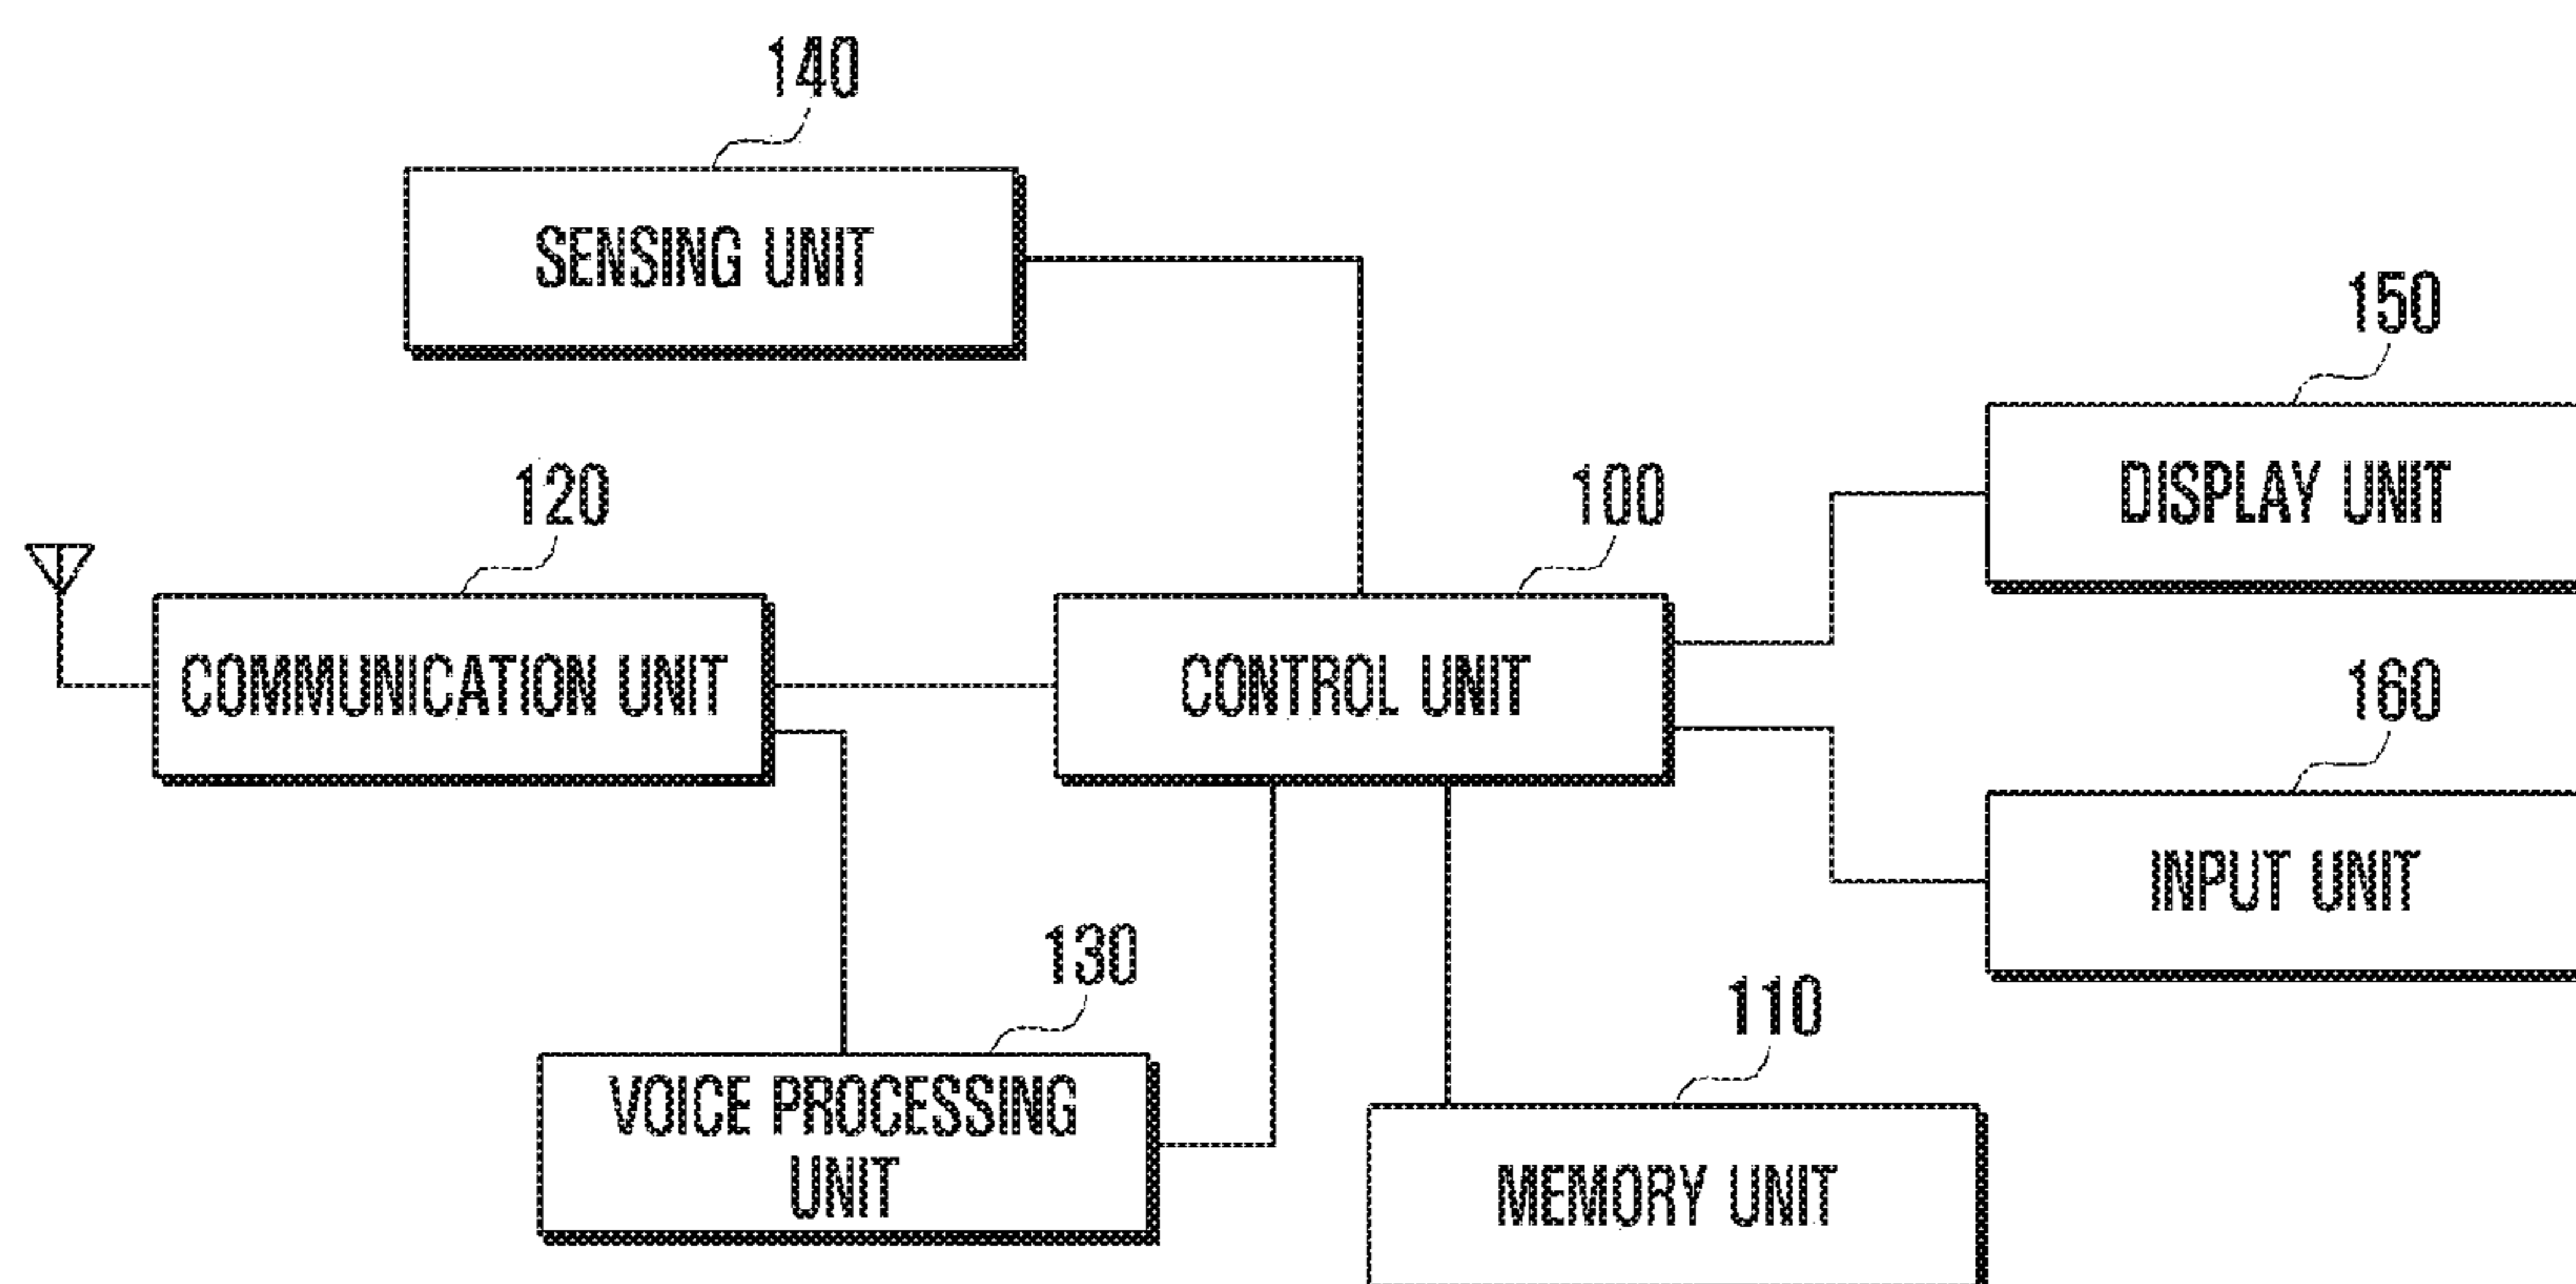 140
SENSING UNIT
150
DISPLAY UNIT
120
COMMUNICATION UNIT
100
CONTROL UNIT
160
INPUT UNIT
130
VOICE PROCESSING
UNIT
110
MEMORY UNIT